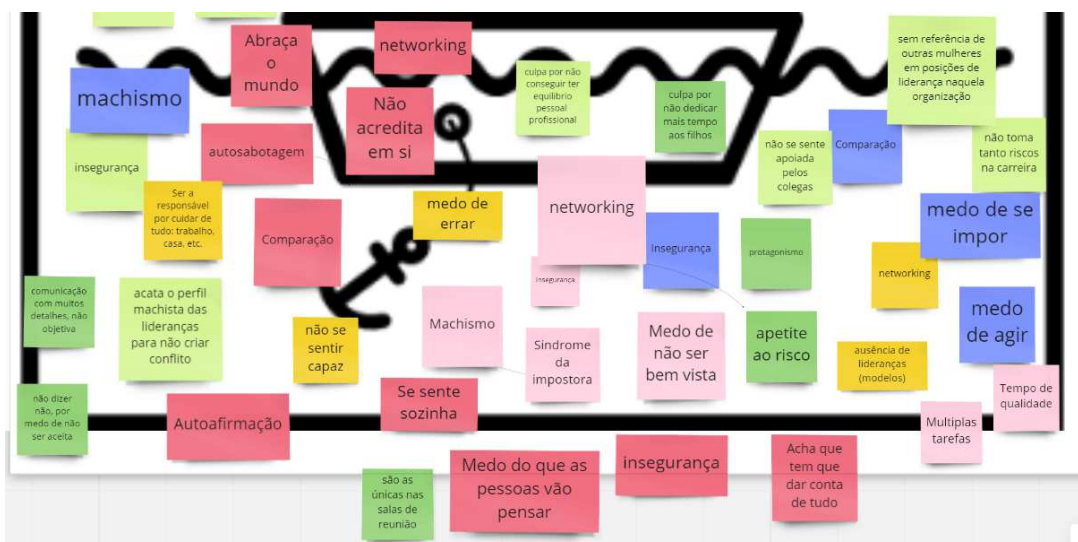 Abraça
o
mundo
networking
sem referência de
outras mulheres
em posições de
liderança naquela
organização
machismo
culpa por não
conseguir ter
equilibrio
pessoal
profissional
culpa por
não dedicar
mais tempo
aos filhos
Não
acredita
em si
insegurança
autosabotagem
não se sente
apoiada
pelos
colegas
Comparação
não toma
tanto riscos
na carreira
Ser a
responsável
por cuidar de
tudo: trabalho,
casa, etc.
Comparação
medo de
errar
networking
Insegurança
protagonismo
medo de se
impor
networking
insegurança
comunicação
com muitos
detalhes, não
objetiva
acata o perfil
machista das
lideranças
para não criar
conflito
não se
sentir
capaz
Machismo
Síndrome
da
impostora
Medo de
não ser
bem vista
apetite
ao risco
ausência de
lideranças
(modelos)
medo
de agir
Tempo de
qualidade
não dizer
não, por
medo de não
ser aceita
Autoafirmação
Se sente
sozinha
Multiplas
tarefas
são as
únicas nas
salas de
reunião
Medo do que as
pessoas vão
pensar
insegurança
Acha que
tem que
dar conta
de tudo